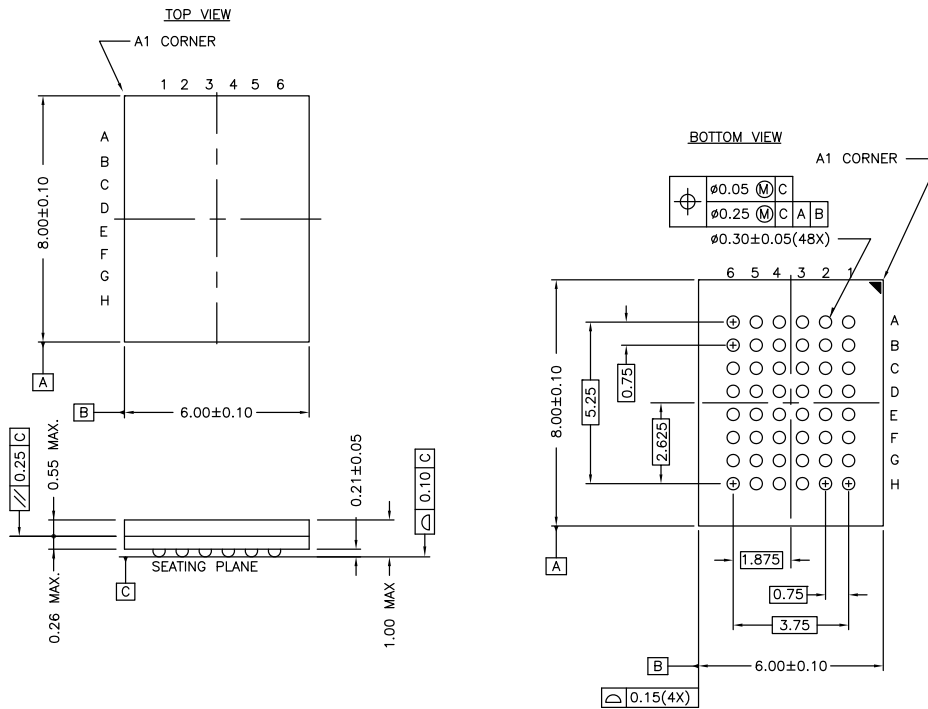 TOP VIEW
A1 CORNER
1 2 3 4 5 6
A
B
C
D
E
F
G
H
8.00±0.10
A
B
6.00±0.10
// 0.25 C
0.55 MAX.
0.26 MAX.
0.21±0.05
⌓ 0.10 C
SEATING PLANE
C
1.00 MAX
BOTTOM VIEW
A1 CORNER
⌖ ø0.05 Ⓜ C
ø0.25 Ⓜ C A B
ø0.30±0.05(48X)
6 5 4 3 2 1
A
B
C
D
E
F
G
H
8.00±0.10
5.25
0.75
2.625
A
1.875
0.75
3.75
B
6.00±0.10
⌓ 0.15(4X)